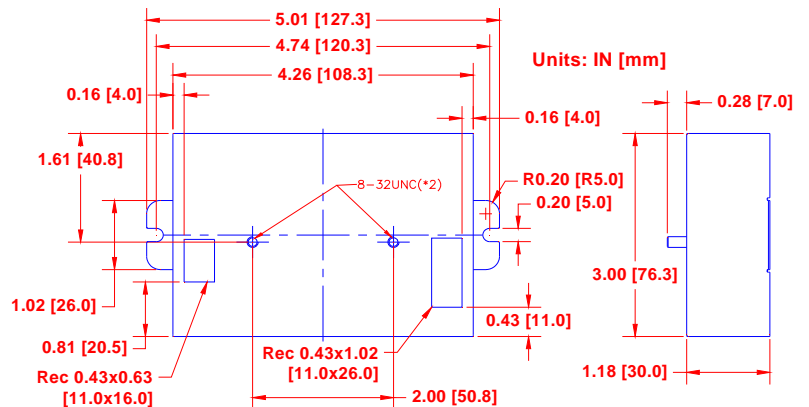 5.01 [127.3]
4.74 [120.3]
Units: IN [mm]
4.26 [108.3]
0.16 [4.0]
0.28 [7.0]
0.16 [4.0]
1.61 [40.8]
8-32UNC(*2)
R0.20 [R5.0]
0.20 [5.0]
3.00 [76.3]
1.02 [26.0]
0.43 [11.0]
0.81 [20.5]
Rec 0.43x1.02
[11.0x26.0]
1.18 [30.0]
Rec 0.43x0.63
[11.0x16.0]
2.00 [50.8]